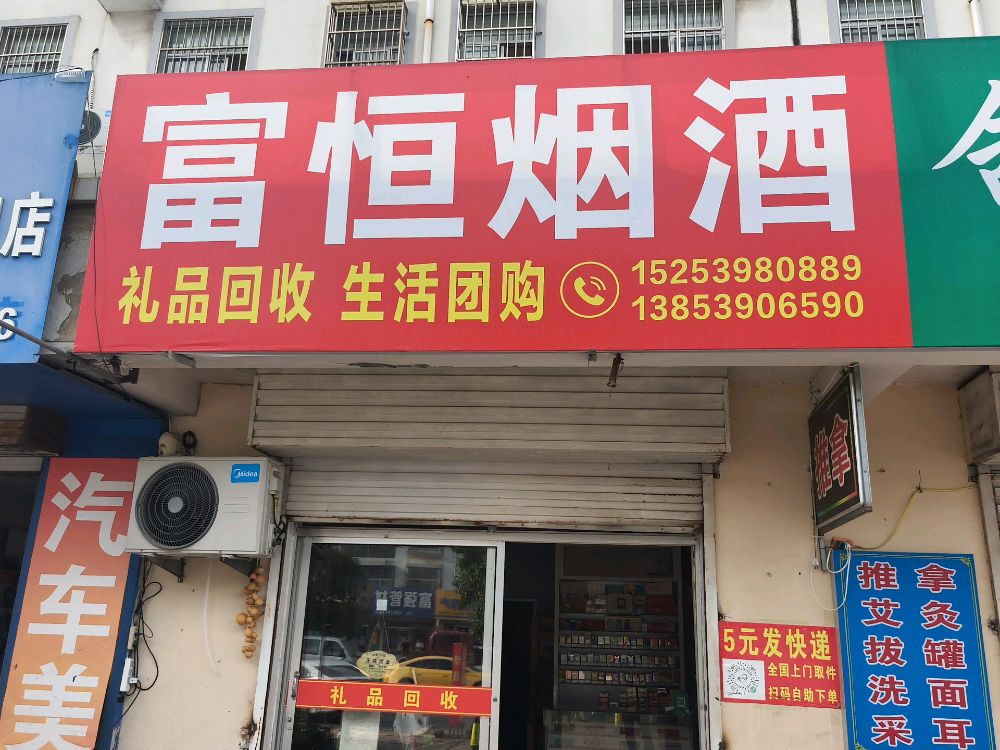 富恒烟酒
礼品回收 生活团购
15253980889
13853906590
店
6
Midea
汽车美
推拿
礼品回收
5元发快递
全国上门取件
扫码自助下单
推拿
艾灸
拔罐
洗面
采耳